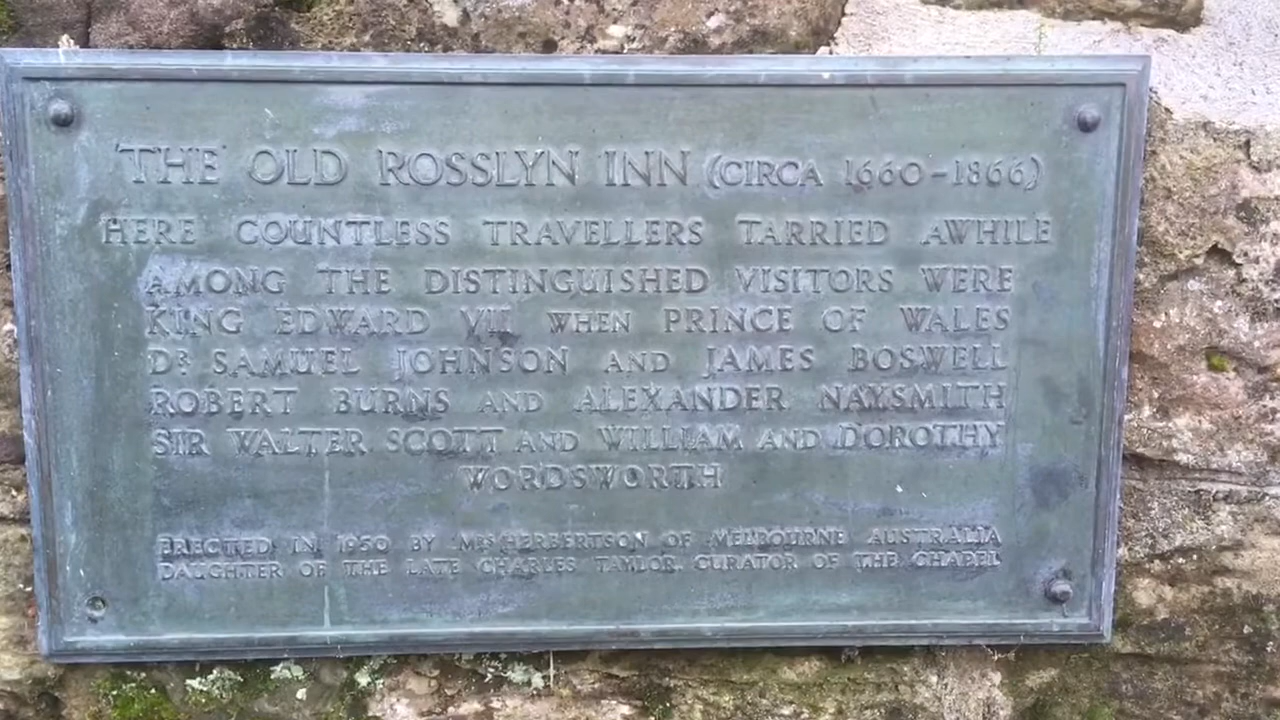 THE OLD ROSSLYN INN (CIRCA 1660-1866)
HERE COUNTLESS TRAVELLERS TARRIED AWHILE
AMONG THE DISTINGUISHED VISITORS WERE
KING EDWARD VII WHEN PRINCE OF WALES
DR SAMUEL JOHNSON AND JAMES BOSWELL
ROBERT BURNS AND ALEXANDER NAYSMITH
SIR WALTER SCOTT AND WILLIAM AND DOROTHY
WORDSWORTH
ERECTED IN 1950 BY MRS HERBERTSON OF MELBOURNE AUSTRALIA
DAUGHTER OF THE LATE CHARLES TAYLOR CURATOR OF THE CHAPEL